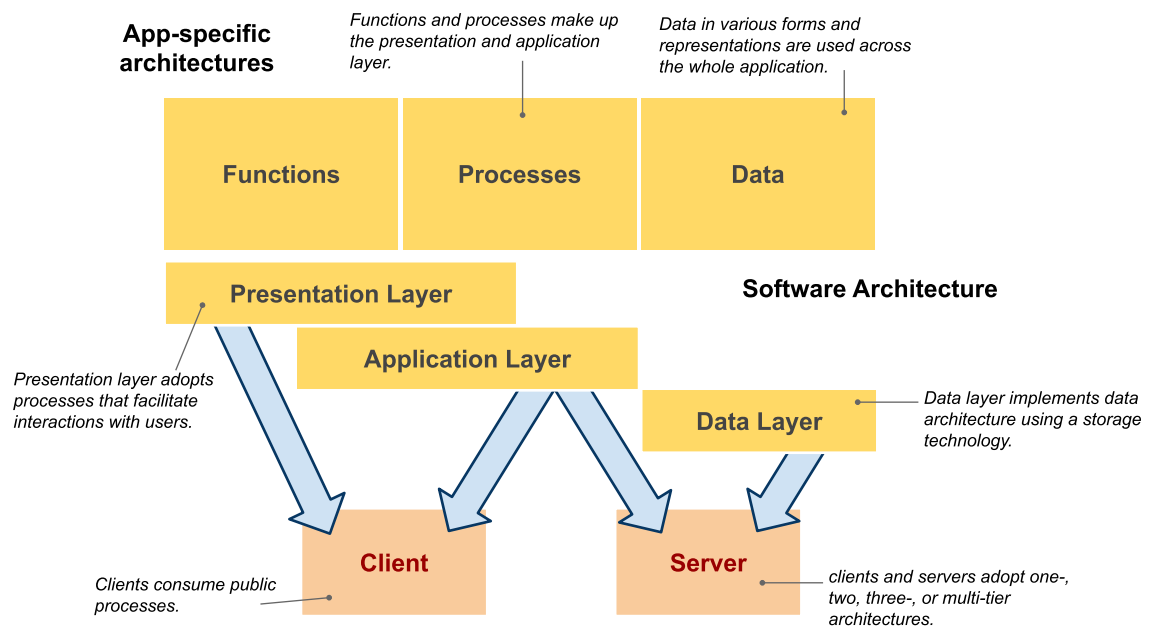 App-specific
architectures
Functions and processes make up
the presentation and application
layer.
Data in various forms and
representations are used across
the whole application.
Functions
Processes
Data
Presentation Layer
Software Architecture
Application Layer
Presentation layer adopts
processes that facilitate
interactions with users.
Data Layer
Data layer implements data
architecture using a storage
technology.
Client
Server
Clients consume public
processes.
clients and servers adopt one-,
two, three-, or multi-tier
architectures.